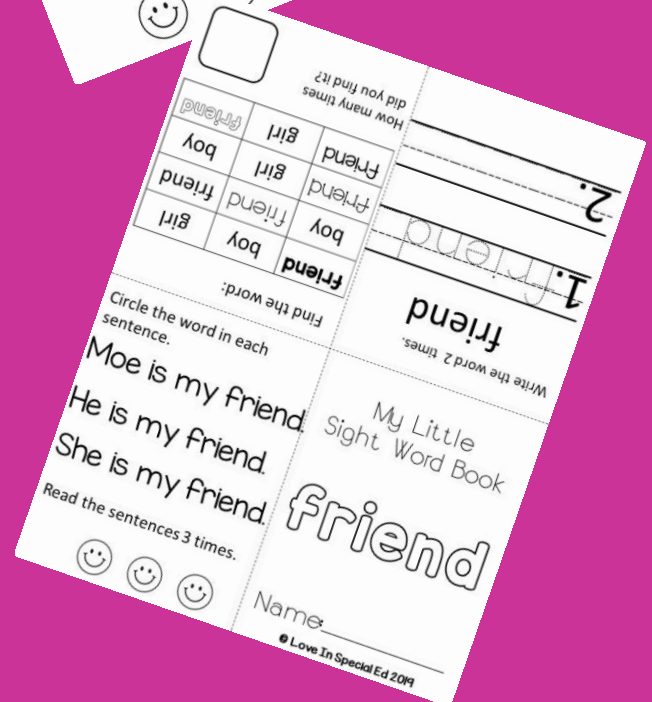 Find the word:
friend boy girl
boy friend friend
friend girl boy
friend girl friend
How many times
did you find it?
Write the word 2 times.
friend
1. friend
2.
Circle the word in each
sentence.
Moe is my friend.
He is my friend.
She is my friend.
Read the sentences 3 times.
My Little
Sight Word Book
friend
Name:
© Love In Special Ed 2019